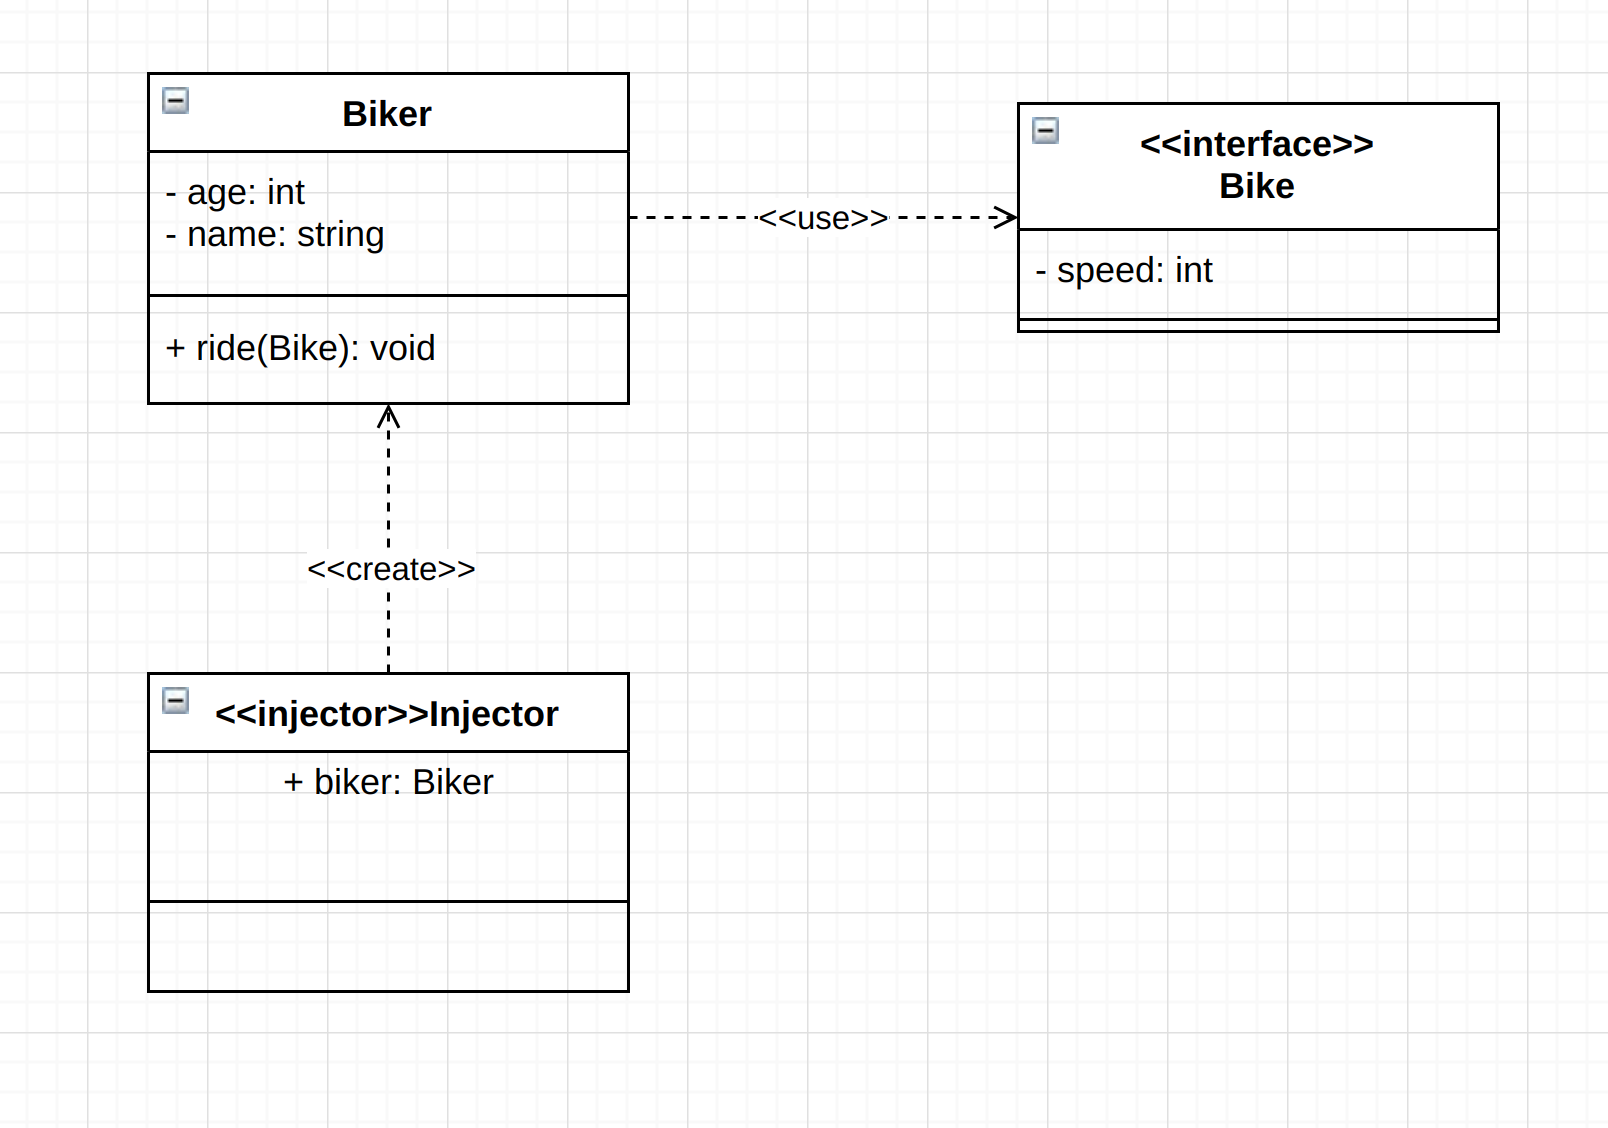 Biker
- age: int
- name: string
+ ride(Bike): void
<<use>>
<<interface>>
Bike
- speed: int
<<create>>
<<injector>>Injector
+ biker: Biker